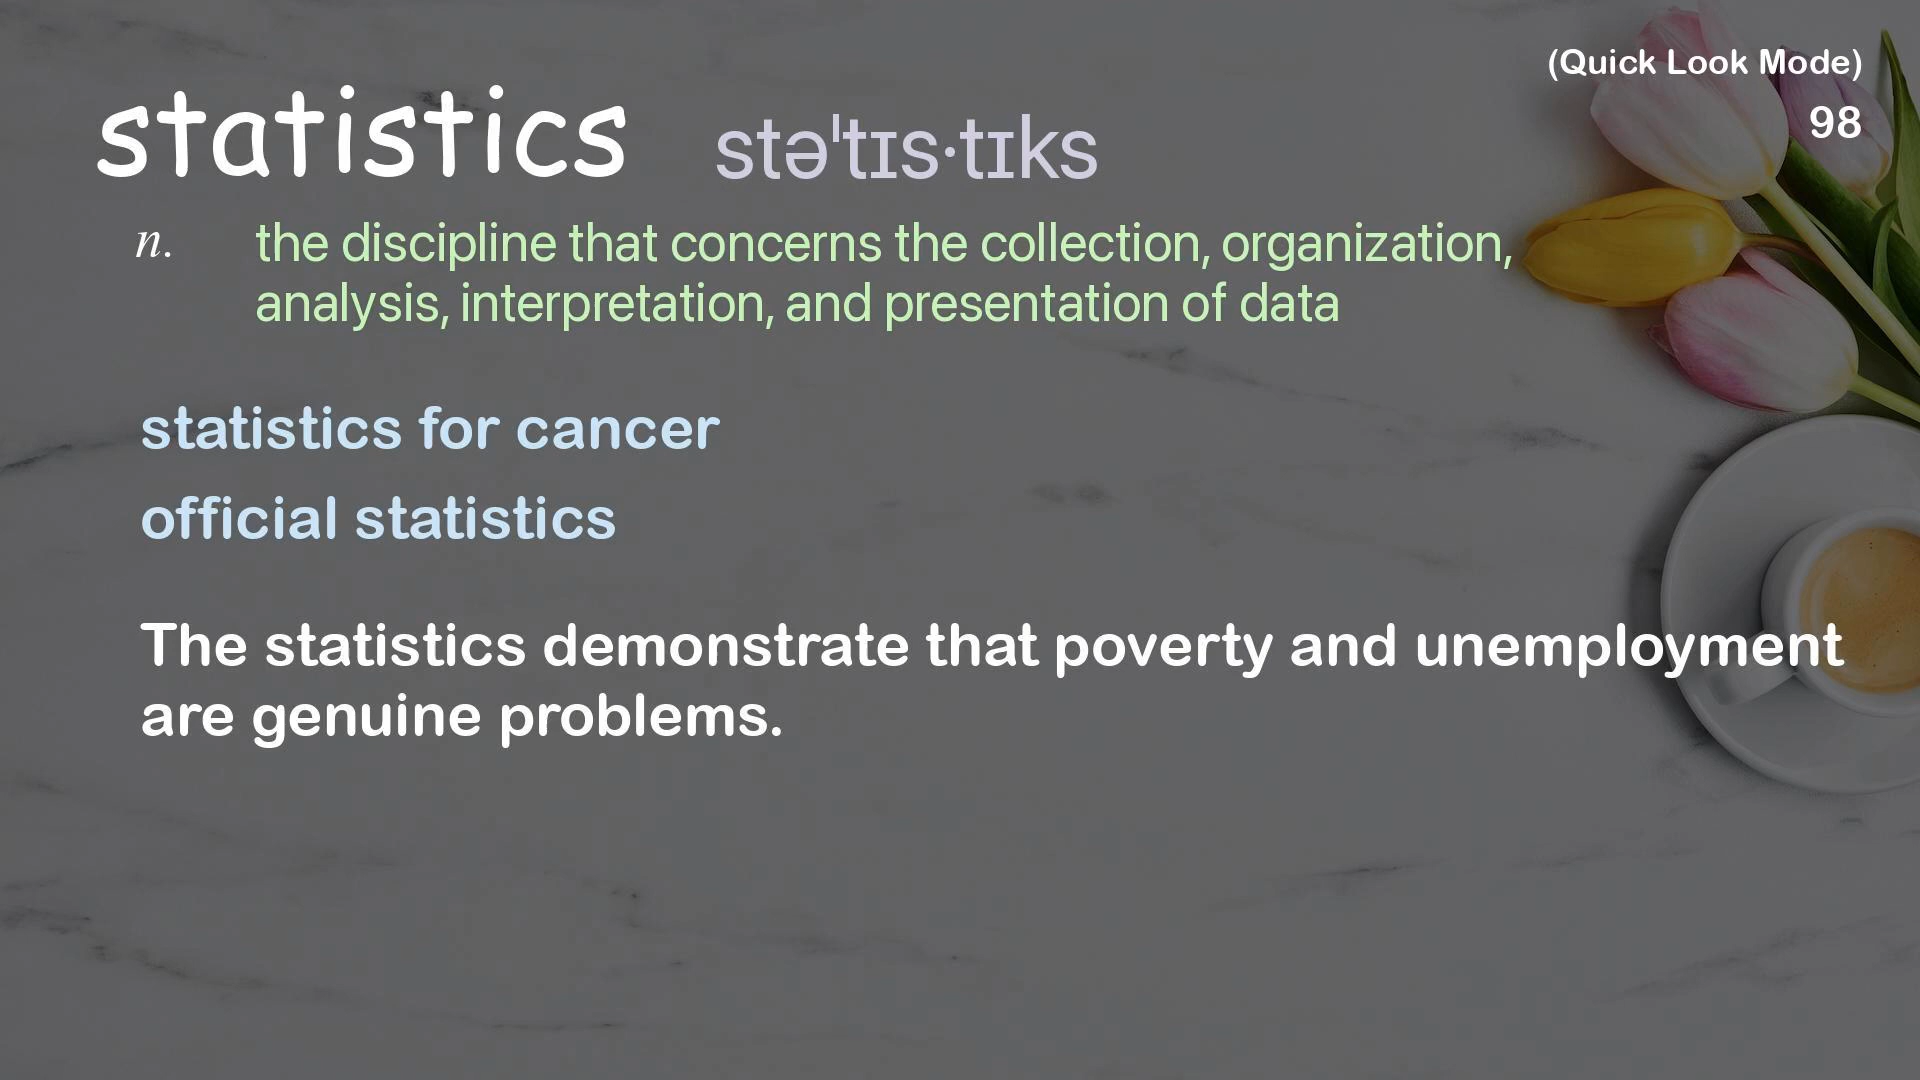 (Quick Look Mode)
98
statistics stəˈtɪs·tɪks
n. the discipline that concerns the collection, organization,
analysis, interpretation, and presentation of data
statistics for cancer
official statistics
The statistics demonstrate that poverty and unemployment
are genuine problems.